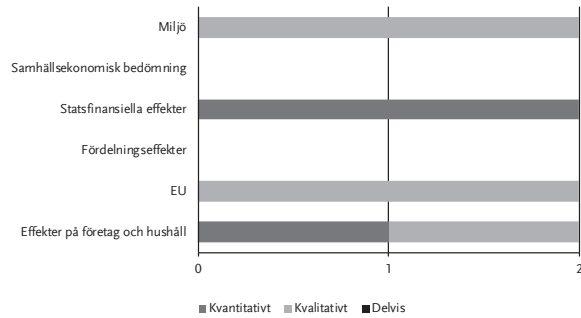 Miljö
Samhällsekonomisk bedömning
Statsfinansiella effekter
Fördelningseffekter
EU
Effekter på företag och hushåll
0 1 2
Kvantitativt Kvalitativt Delvis